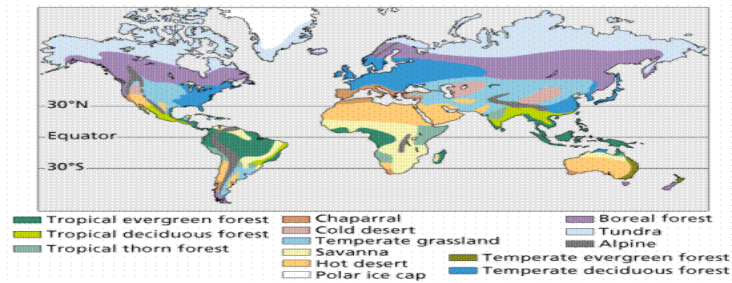 30°N
Equator
30°S
Tropical evergreen forest
Tropical deciduous forest
Tropical thorn forest
Chaparral
Cold desert
Temperate grassland
Savanna
Hot desert
Polar ice cap
Boreal forest
Tundra
Alpine
Temperate evergreen forest
Temperate deciduous forest